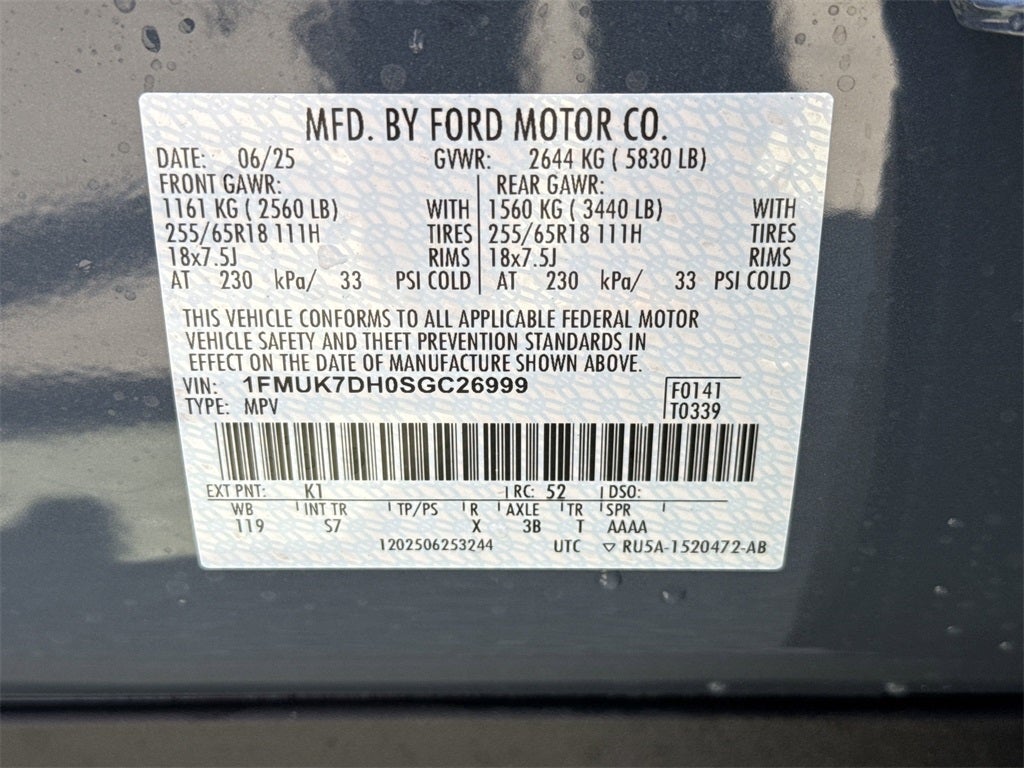 MFD. BY FORD MOTOR CO.
DATE: 06/25 GVWR: 2644 KG ( 5830 LB)
FRONT GAWR: REAR GAWR:
1161 KG ( 2560 LB) WITH 1560 KG ( 3440 LB) WITH
255/65R18 111H TIRES 255/65R18 111H TIRES
18x7.5J RIMS 18x7.5J RIMS
AT 230 kPa/ 33 PSI COLD AT 230 kPa/ 33 PSI COLD
THIS VEHICLE CONFORMS TO ALL APPLICABLE FEDERAL MOTOR
VEHICLE SAFETY AND THEFT PREVENTION STANDARDS IN
EFFECT ON THE DATE OF MANUFACTURE SHOWN ABOVE.
VIN: 1FMUK7DH0SGC26999 F0141
TYPE: MPV T0339
EXT PNT: K1 RC: 52 DSO:
WB INT TR TP/PS R AXLE TR SPR
119 S7 X 3B T AAAA
1202506253244 UTC ▽ RU5A-1520472-AB